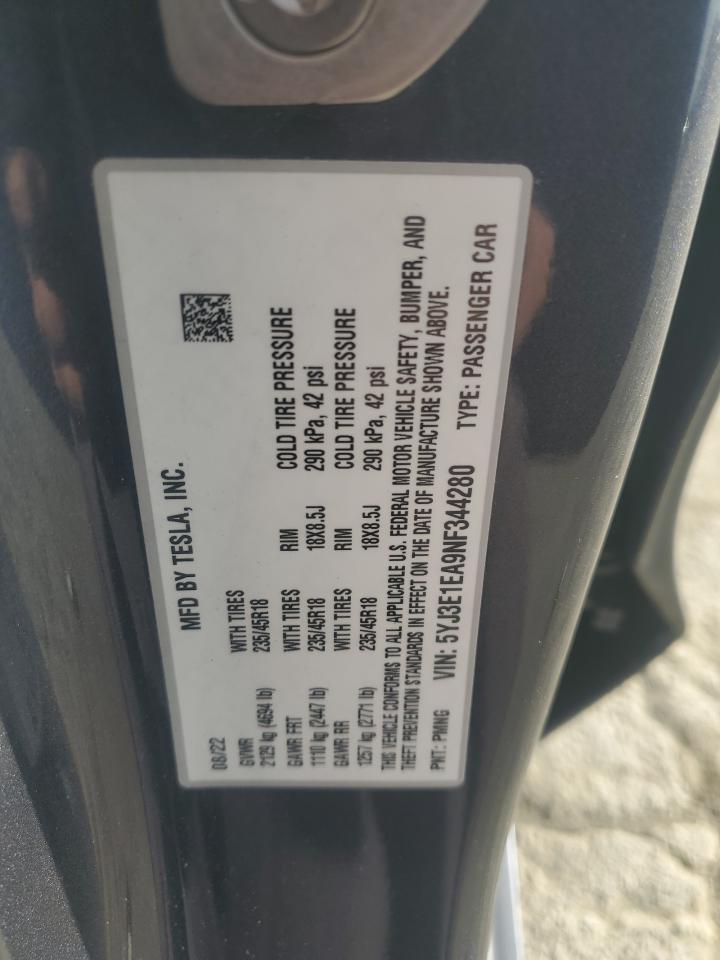 MFD BY TESLA, INC.
08/22
GVWR WITH TIRES
2129 kg (4694 lb) 235/45R18
GAWR FRT WITH TIRES RIM COLD TIRE PRESSURE
1110 kg (2447 lb) 235/45R18 18X8.5J 290 kPa, 42 psi
GAWR RR WITH TIRES RIM COLD TIRE PRESSURE
1257 kg (2771 lb) 235/45R18 18X8.5J 290 kPa, 42 psi
THIS VEHICLE CONFORMS TO ALL APPLICABLE U.S. FEDERAL MOTOR VEHICLE SAFETY, BUMPER, AND
THEFT PREVENTION STANDARDS IN EFFECT ON THE DATE OF MANUFACTURE SHOWN ABOVE.
PNT: PMNG VIN: 5YJ3E1EA9NF344280 TYPE: PASSENGER CAR